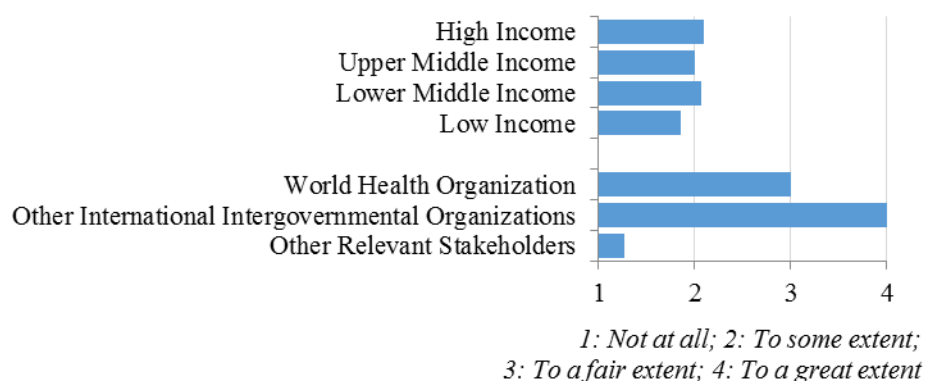 High Income
Upper Middle Income
Lower Middle Income
Low Income
World Health Organization
Other International Intergovernmental Organizations
Other Relevant Stakeholders
1 2 3 4
1: Not at all; 2: To some extent;
3: To a fair extent; 4: To a great extent